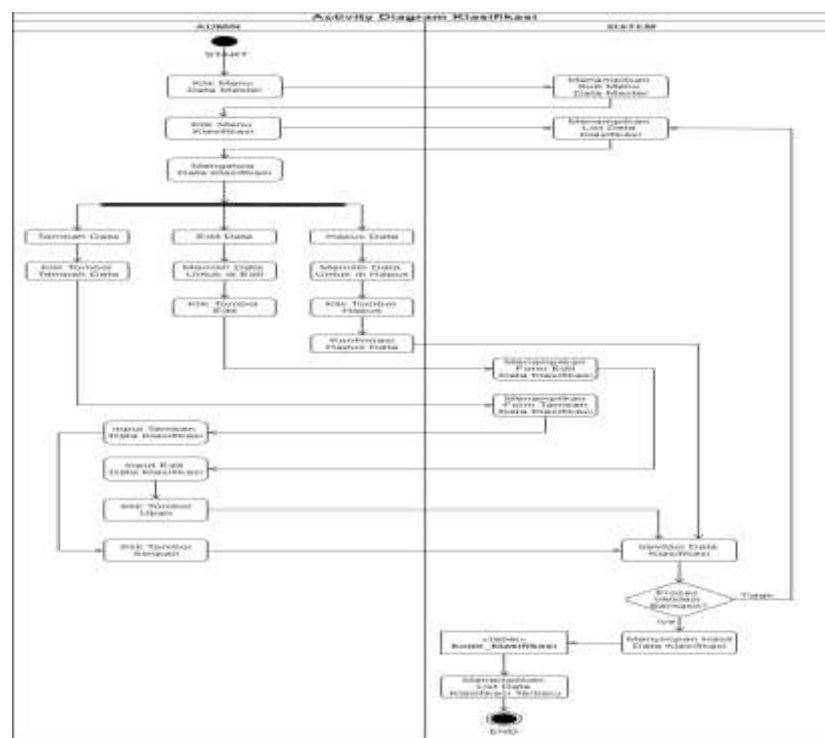 Activity Diagram Klasifikasi
ADMIN
SISTEM
START
Klik Menu
Data Master
Menampilkan
Sub Menu
Data Master
Klik Menu
Klasifikasi
Menampilkan
List Data
Klasifikasi
Mengelola
Data Klasifikasi
Tambah Data
Edit Data
Hapus Data
Klik Tombol
Tambah Data
Memilih Data
Untuk di Edit
Memilih Data
Untuk di Hapus
Klik Tombol
Edit
Klik Tombol
Hapus
Konfirmasi
Hapus Data
Menampilkan
Form Edit
Data Klasifikasi
Menampilkan
Form Tambah
Data Klasifikasi
Input Tambah
Data Klasifikasi
Input Edit
Data Klasifikasi
Klik Tombol
Ubah
Klik Tombol
Simpan
Validasi Data
Klasifikasi
Proses
Validasi
Berhasil?
Tidak
Iya
Menyimpan Hasil
Data Klasifikasi
kode_klasifikasi
Menampilkan
List Data
Klasifikasi Terbaru
END